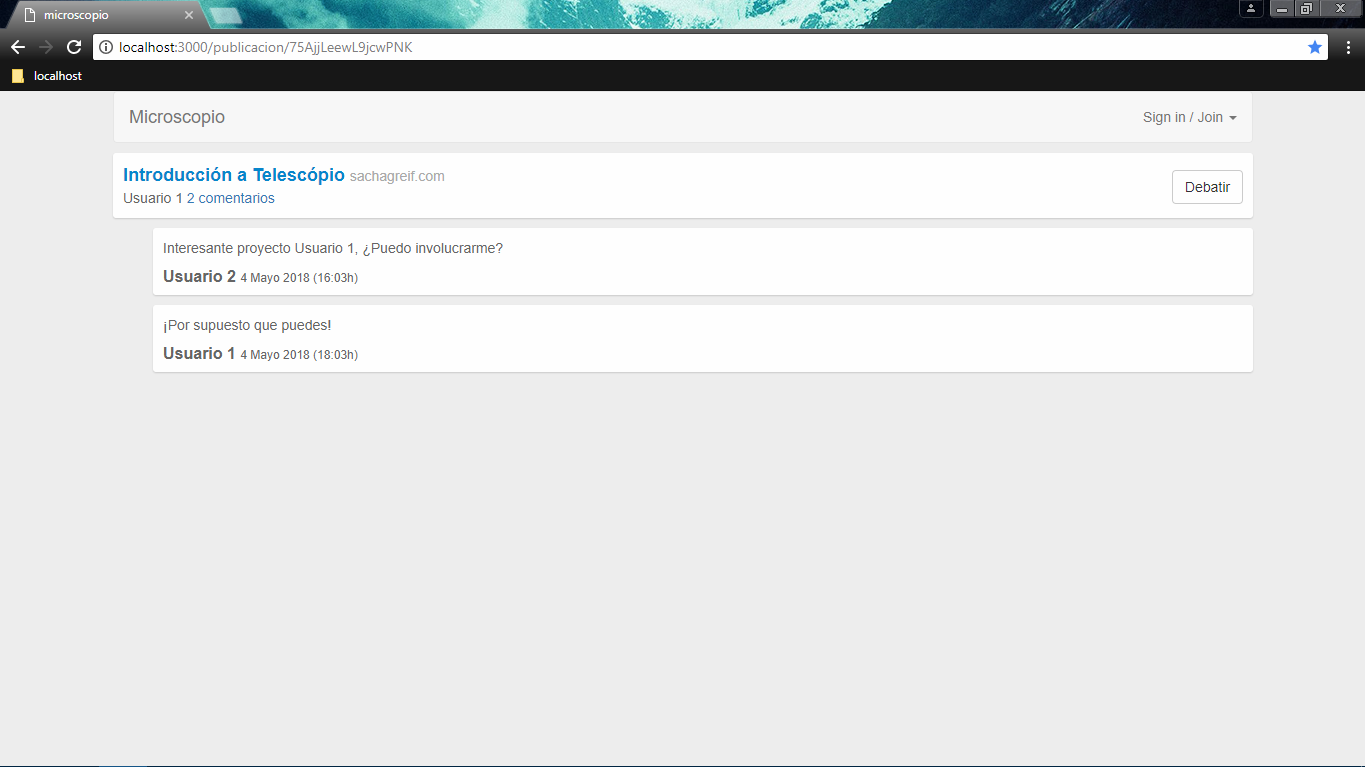 microscopio
localhost:3000/publicacion/75AjjLeewL9jcwPNK
localhost
Microscopio
Sign in / Join
Introducción a Telescópio sachagreif.com
Usuario 1 2 comentarios
Debatir
Interesante proyecto Usuario 1, ¿Puedo involucrarme?
Usuario 2 4 Mayo 2018 (16:03h)
¡Por supuesto que puedes!
Usuario 1 4 Mayo 2018 (18:03h)